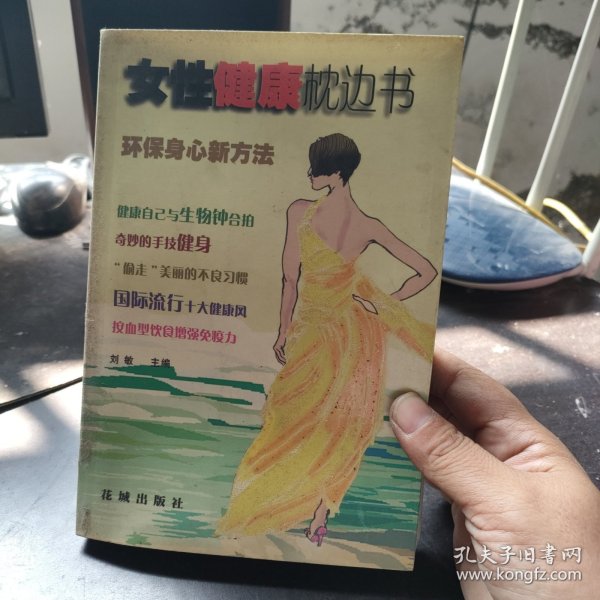 女性健康枕边书
环保身心新方法
健康自己与生物钟合拍
奇妙的手技健身
“偷走”美丽的不良习惯
国际流行十大健康风
按血型饮食增强免疫力
刘敏 主编
花城出版社
孔夫子旧书网
www.kongfz.com